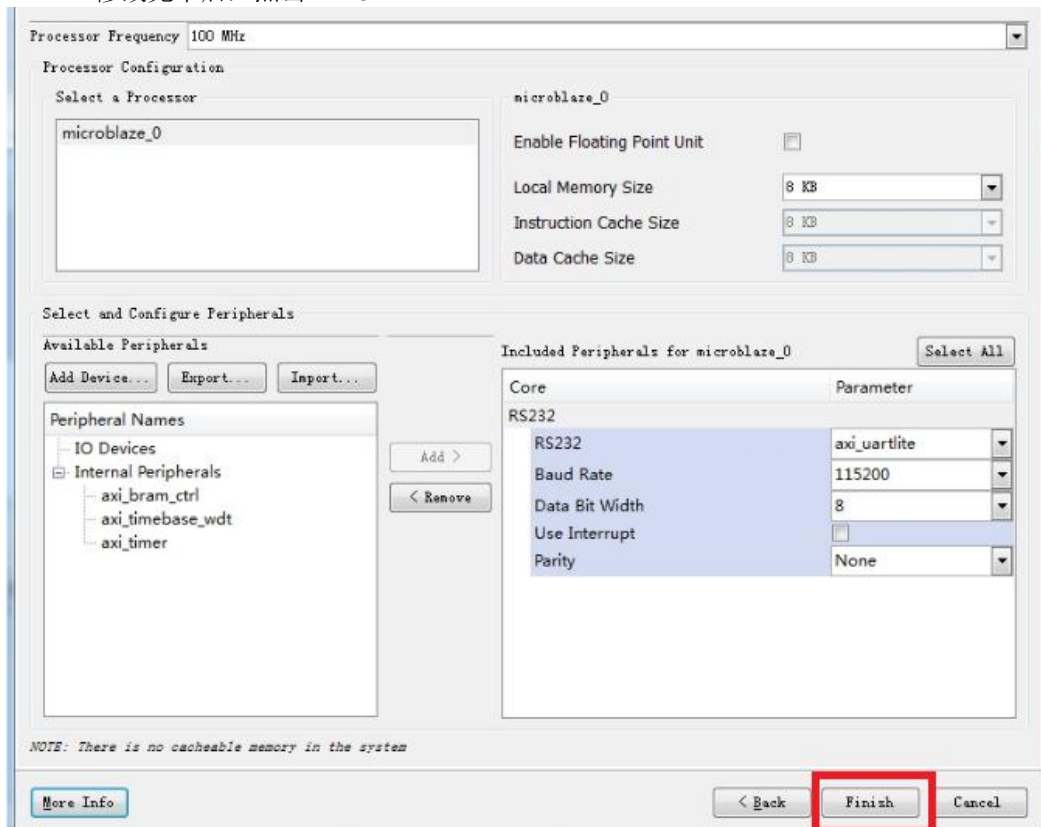 Processor Frequency 100 MHz
Processor Configuration
Select a Processor
microblaze_0
microblaze_0
Enable Floating Point Unit
Local Memory Size 8 KB
Instruction Cache Size 8 KB
Data Cache Size 8 KB
Select and Configure Peripherals
Available Peripherals
Add Device... Export... Import...
Peripheral Names
IO Devices
Internal Peripherals
axi_bram_ctrl
axi_timebase_wdt
axi_timer
Add >
< Remove
Included Peripherals for microblaze_0 Select All
Core Parameter
RS232
RS232 axi_uartlite
Baud Rate 115200
Data Bit Width 8
Use Interrupt
Parity None
NOTE: There is no cacheable memory in the system
More Info < Back Finish Cancel